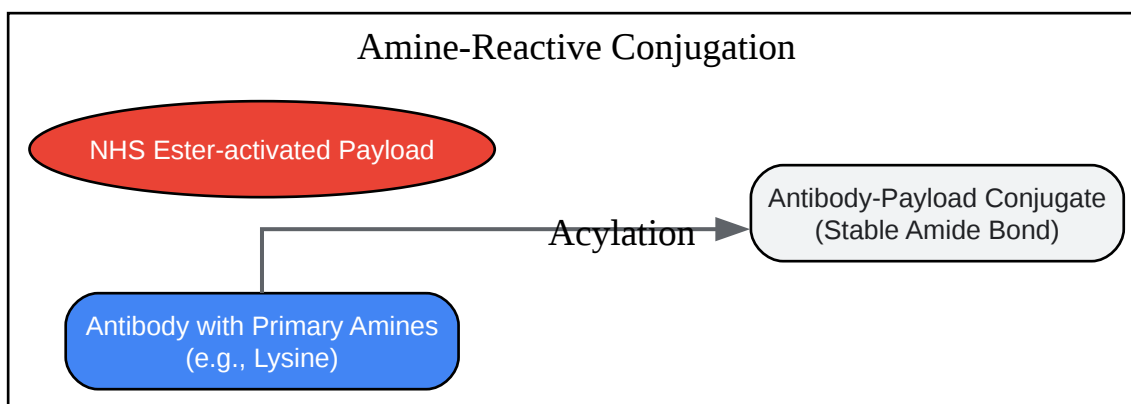 Amine-Reactive Conjugation
NHS Ester-activated Payload
Antibody-Payload Conjugate
(Stable Amide Bond)
Acylation
Antibody with Primary Amines
(e.g., Lysine)